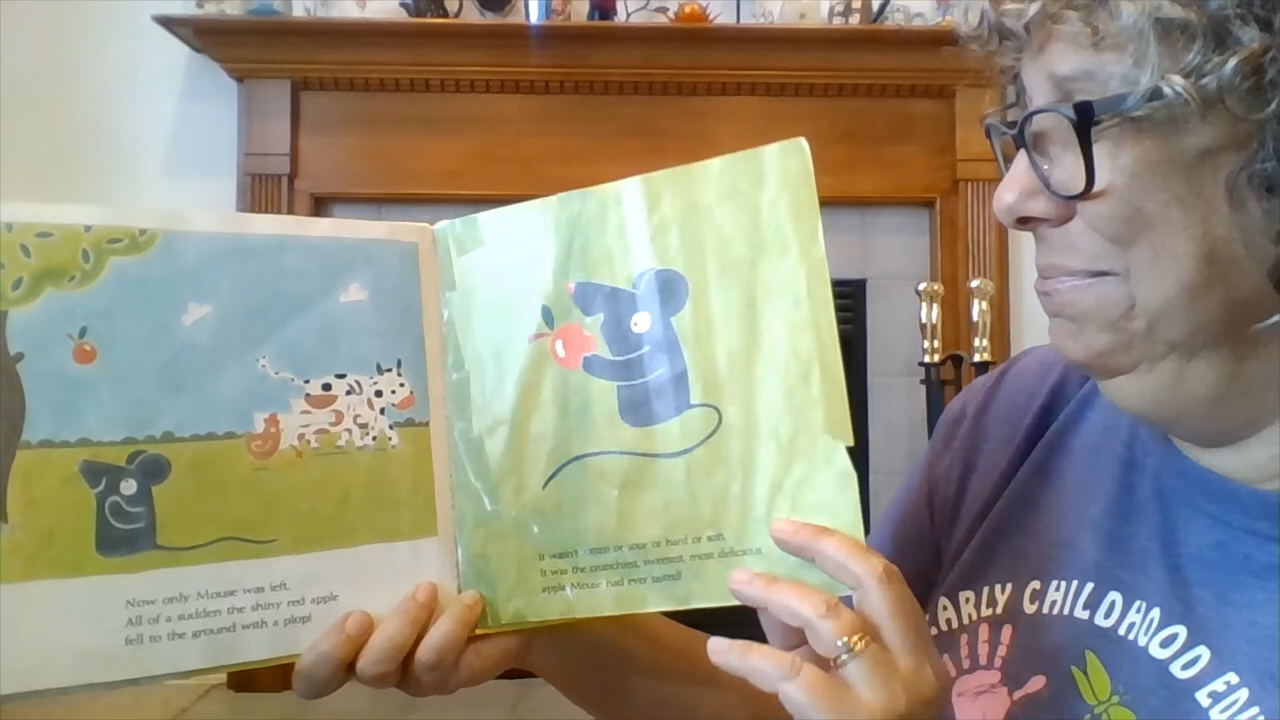 Now only Mouse was left.
All of a sudden the shiny red apple
fell to the ground with a plop!
It wasn't rotten or sour or hard or soft.
It was the crunchiest, sweetest, most delicious
apple Mouse had ever tasted!
EARLY CHILDHOOD